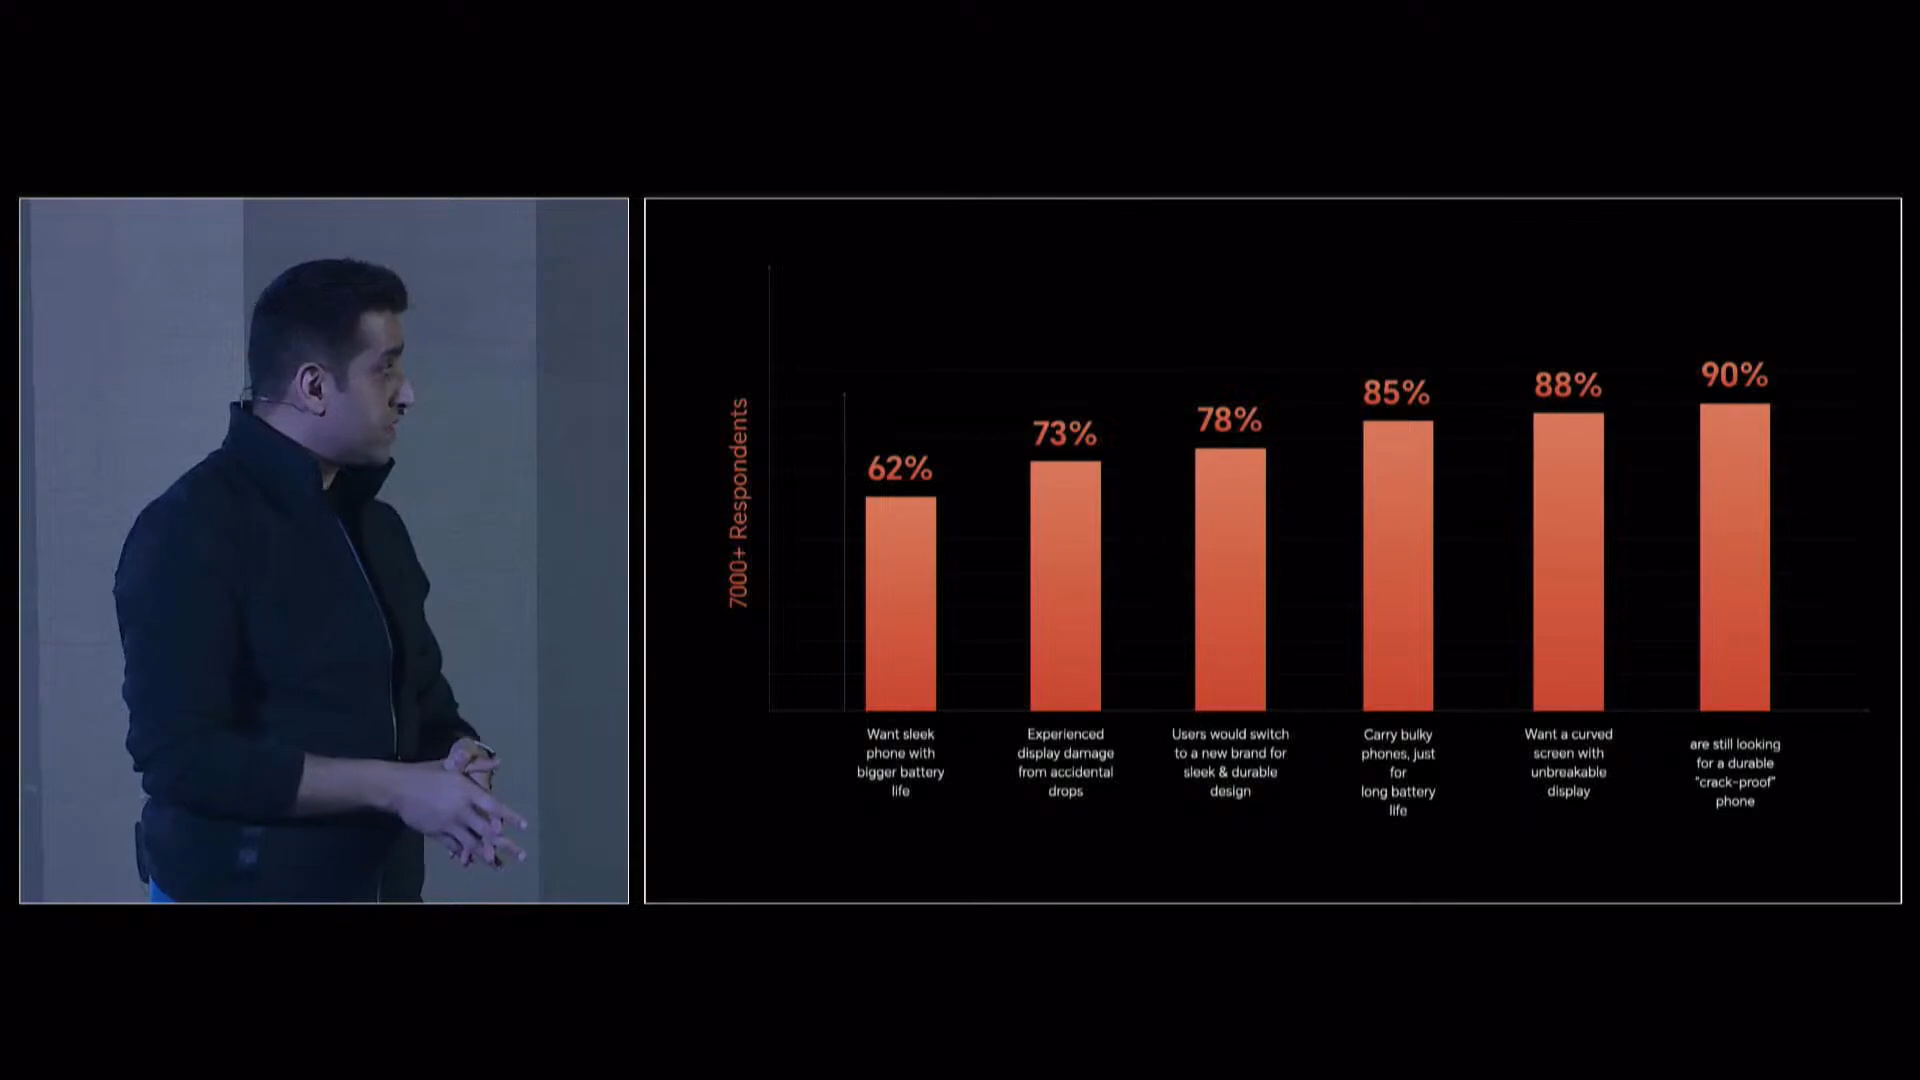 7000+ Respondents
62%
73%
78%
85%
88%
90%
Want sleek
phone with
bigger battery
life
Experienced
display damage
from accidental
drops
Users would switch
to a new brand for
sleek & durable
design
Carry bulky
phones, just
for
long battery
life
Want a curved
screen with
unbreakable
display
are still looking
for a durable
"crack-proof"
phone